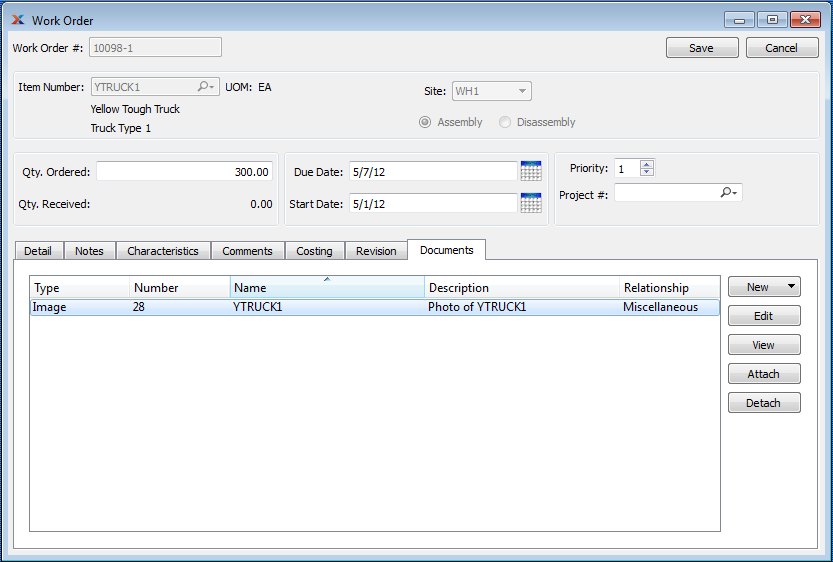 Work Order
Work Order #: 10098-1 Save Cancel
Item Number: YTRUCK1 UOM: EA Site: WH1
Yellow Tough Truck
Truck Type 1
Assembly Disassembly
Qty. Ordered: 300.00 Due Date: 5/7/12 Priority: 1
Qty. Received: 0.00 Start Date: 5/1/12 Project #:
Detail Notes Characteristics Comments Costing Revision Documents
Type Number Name Description Relationship New
Image 28 YTRUCK1 Photo of YTRUCK1 Miscellaneous
Edit
View
Attach
Detach